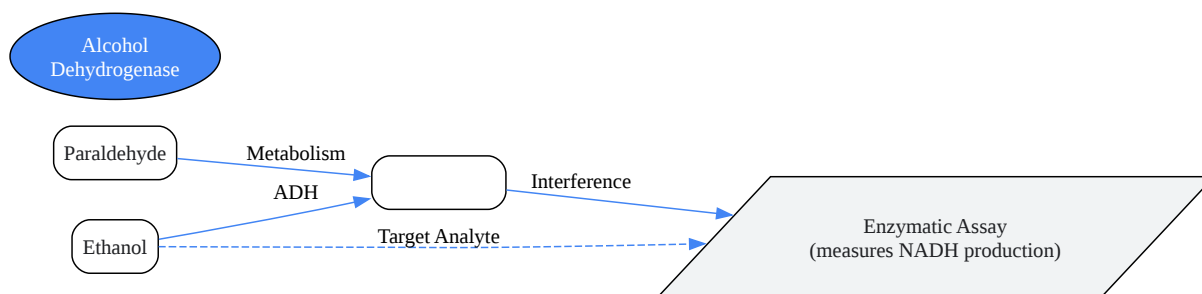 Alcohol
Dehydrogenase
Paraldehyde
Metabolism
ADH
Interference
Ethanol
Target Analyte
Enzymatic Assay
(measures NADH production)